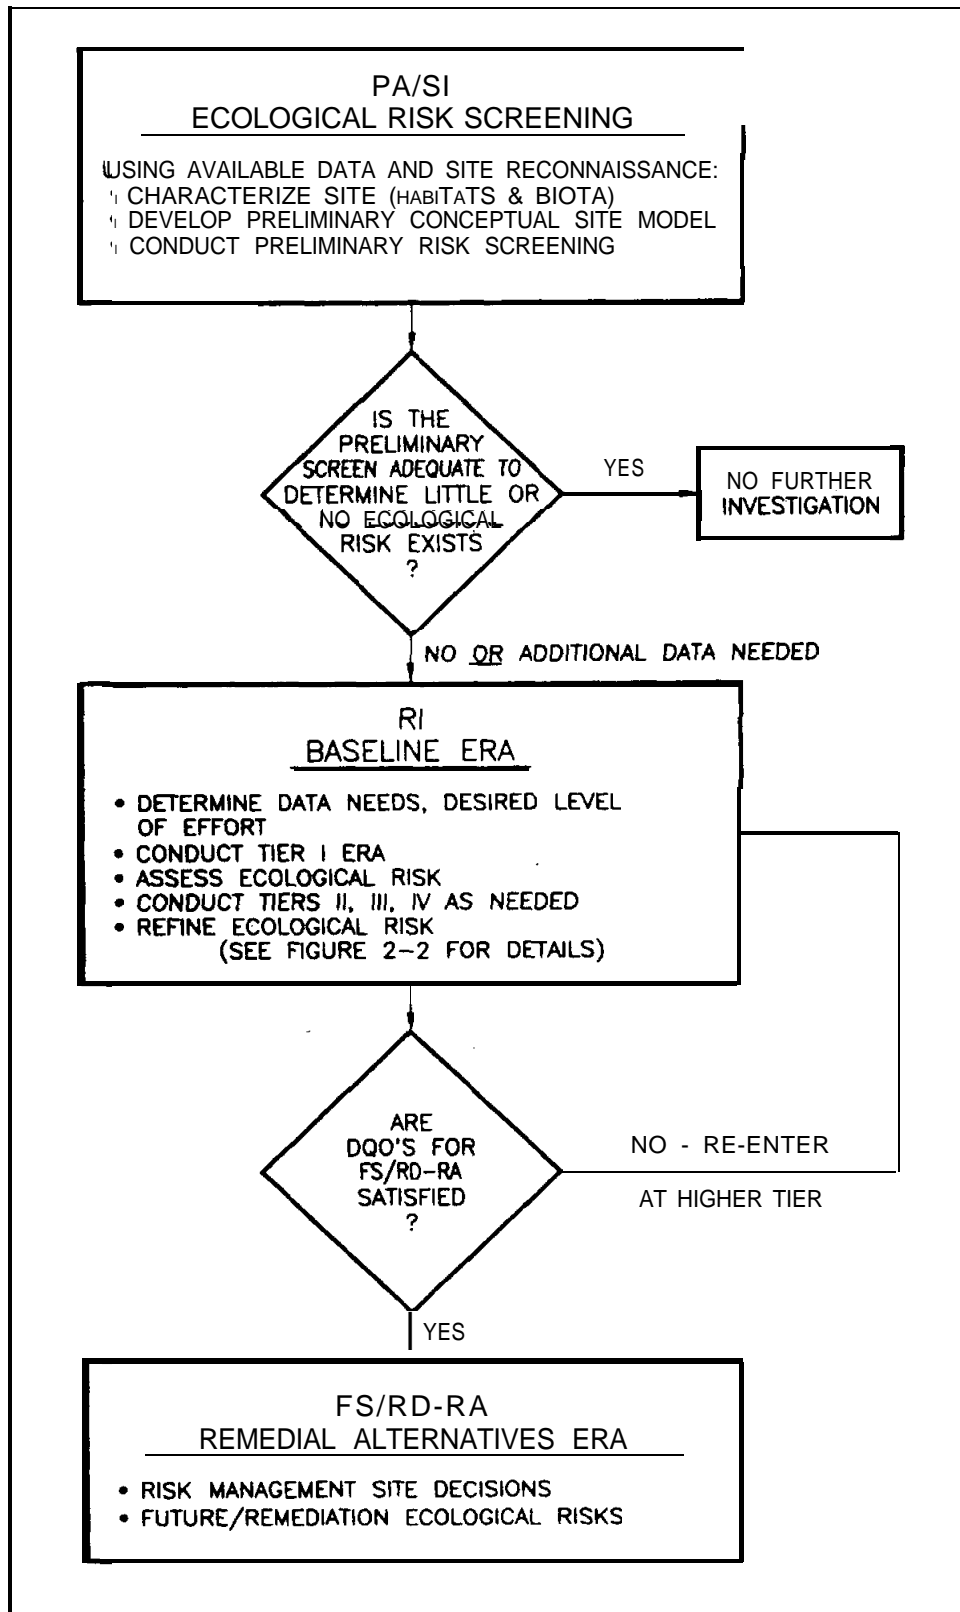 PA/SI
ECOLOGICAL RISK SCREENING
USING AVAILABLE DATA AND SITE RECONNAISSANCE:
CHARACTERIZE SITE (HABITATS & BIOTA)
DEVELOP PRELIMINARY CONCEPTUAL SITE MODEL
CONDUCT PRELIMINARY RISK SCREENING
IS THE
PRELIMINARY
SCREEN ADEQUATE TO
DETERMINE LITTLE OR
NO ECOLOGICAL
RISK EXISTS
?
YES
NO FURTHER
INVESTIGATION
NO OR ADDITIONAL DATA NEEDED
RI
BASELINE ERA
• DETERMINE DATA NEEDS, DESIRED LEVEL
OF EFFORT
• CONDUCT TIER I ERA
• ASSESS ECOLOGICAL RISK
• CONDUCT TIERS II, III, IV AS NEEDED
• REFINE ECOLOGICAL RISK
(SEE FIGURE 2-2 FOR DETAILS)
ARE
DQO'S FOR
FS/RD-RA
SATISFIED
?
NO - RE-ENTER
AT HIGHER TIER
YES
FS/RD-RA
REMEDIAL ALTERNATIVES ERA
• RISK MANAGEMENT SITE DECISIONS
• FUTURE/REMEDIATION ECOLOGICAL RISKS